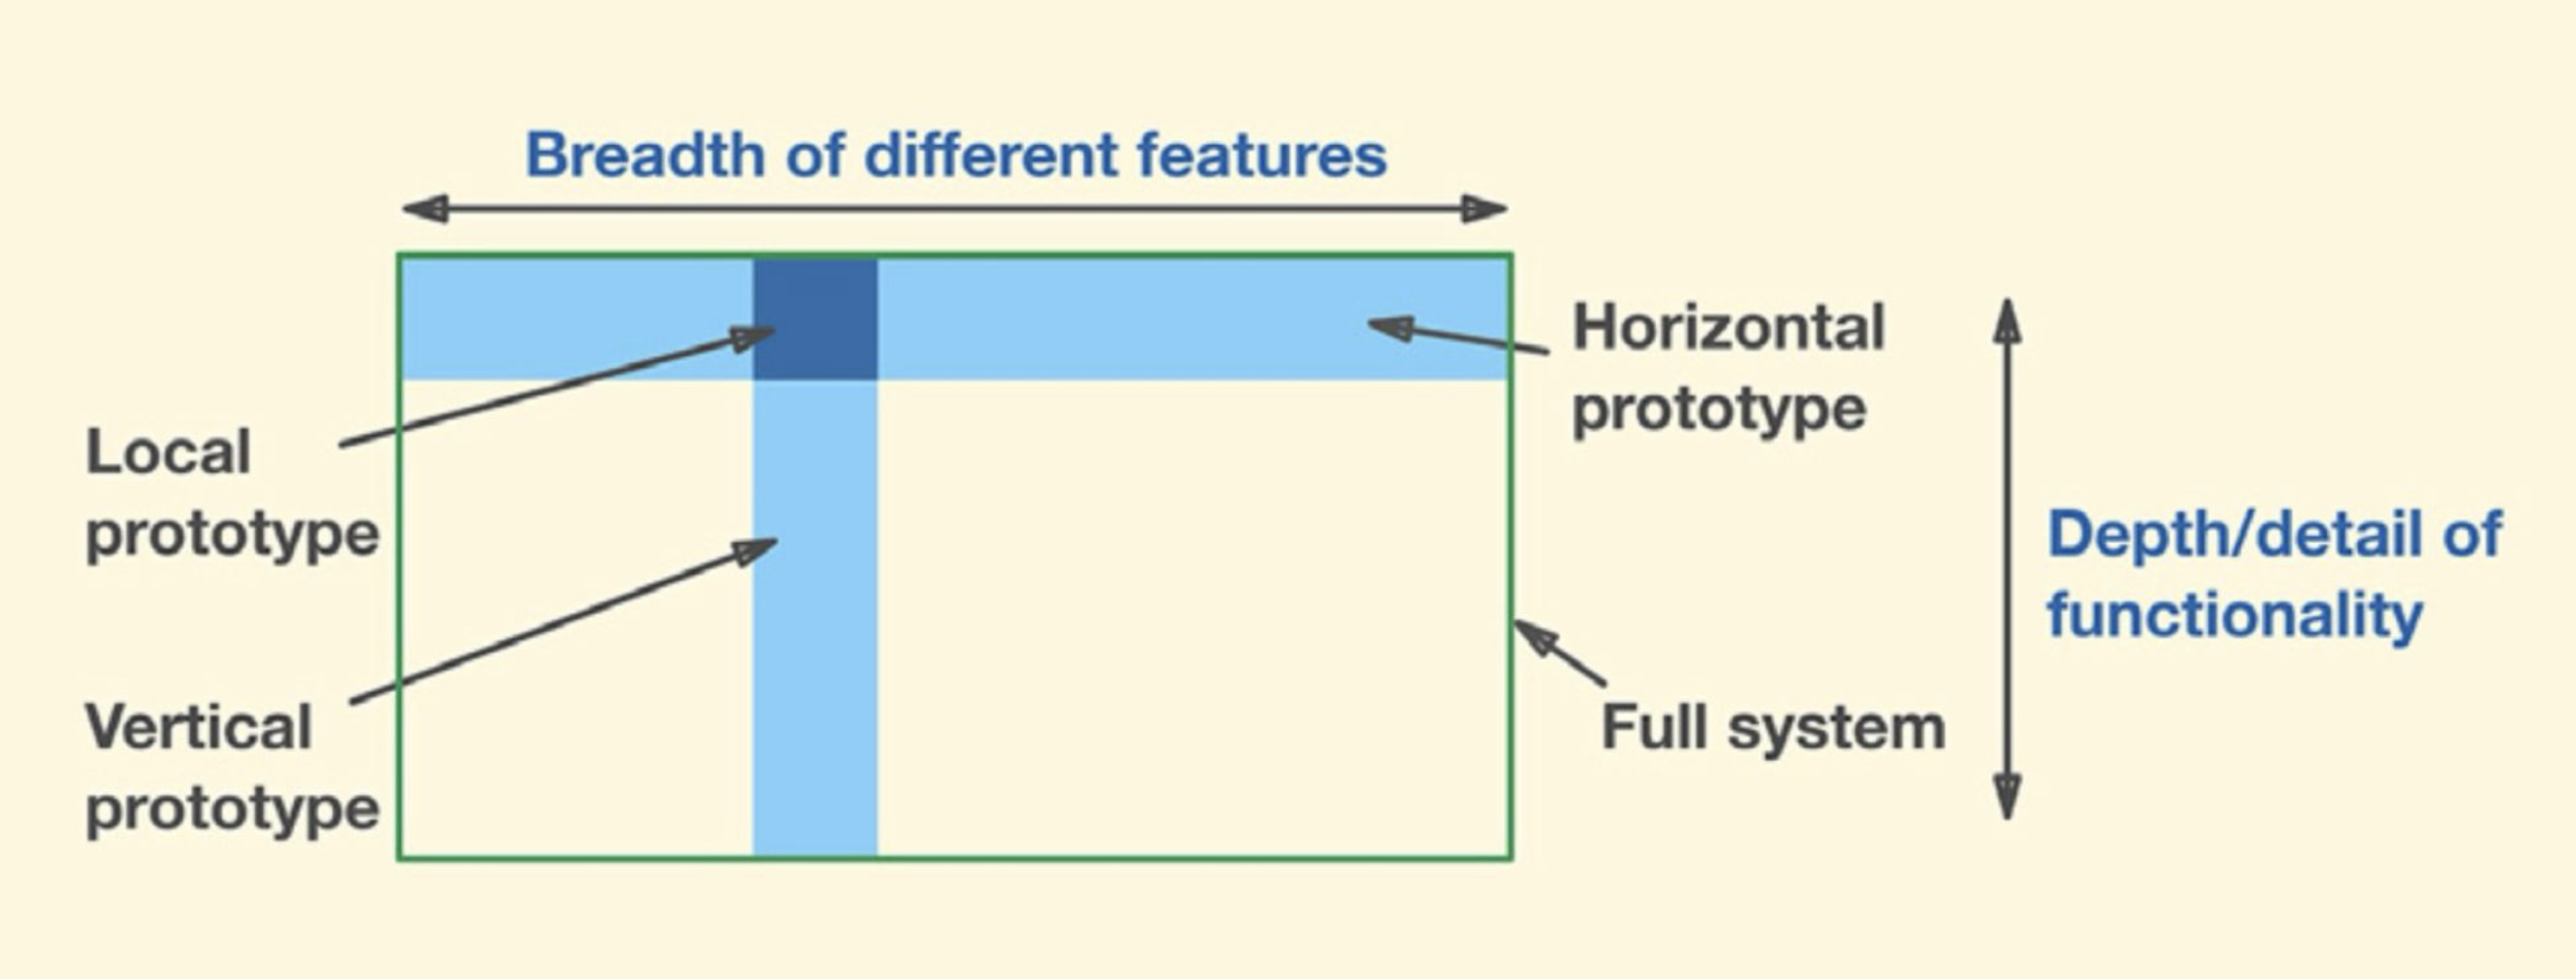 Breadth of different features
Horizontal
prototype
Local
prototype
Depth/detail of
functionality
Vertical
prototype
Full system